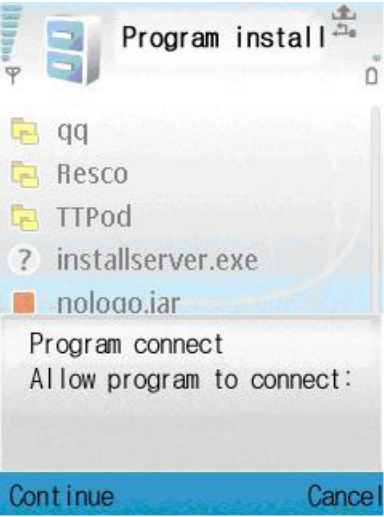 Program install
qq
Resco
TTPod
installserver.exe
nologo.jar
Program connect
Allow program to connect:
Continue Cancel